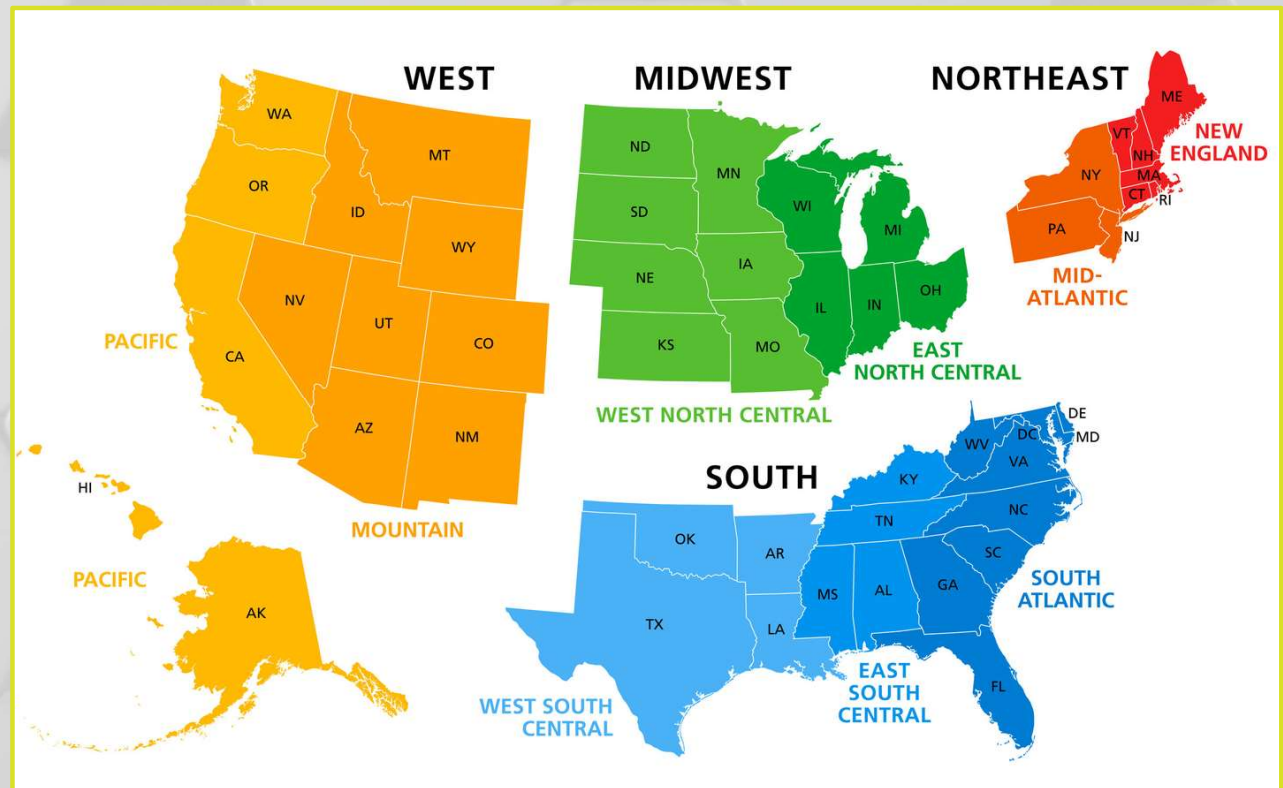 WEST
MIDWEST
NORTHEAST
WA
OR
CA
PACIFIC
MT
ID
WY
NV
UT
CO
AZ
NM
MOUNTAIN
HI
PACIFIC
AK
ND
SD
NE
KS
MN
IA
MO
WEST NORTH CENTRAL
WI
MI
IL
IN
OH
EAST
NORTH CENTRAL
ME
VT
NH
MA
CT
RI
NEW
ENGLAND
NY
PA
NJ
MID-
ATLANTIC
SOUTH
OK
AR
TX
LA
WEST SOUTH
CENTRAL
KY
TN
MS
AL
EAST
SOUTH
CENTRAL
DE
MD
DC
WV
VA
NC
SC
GA
FL
SOUTH
ATLANTIC